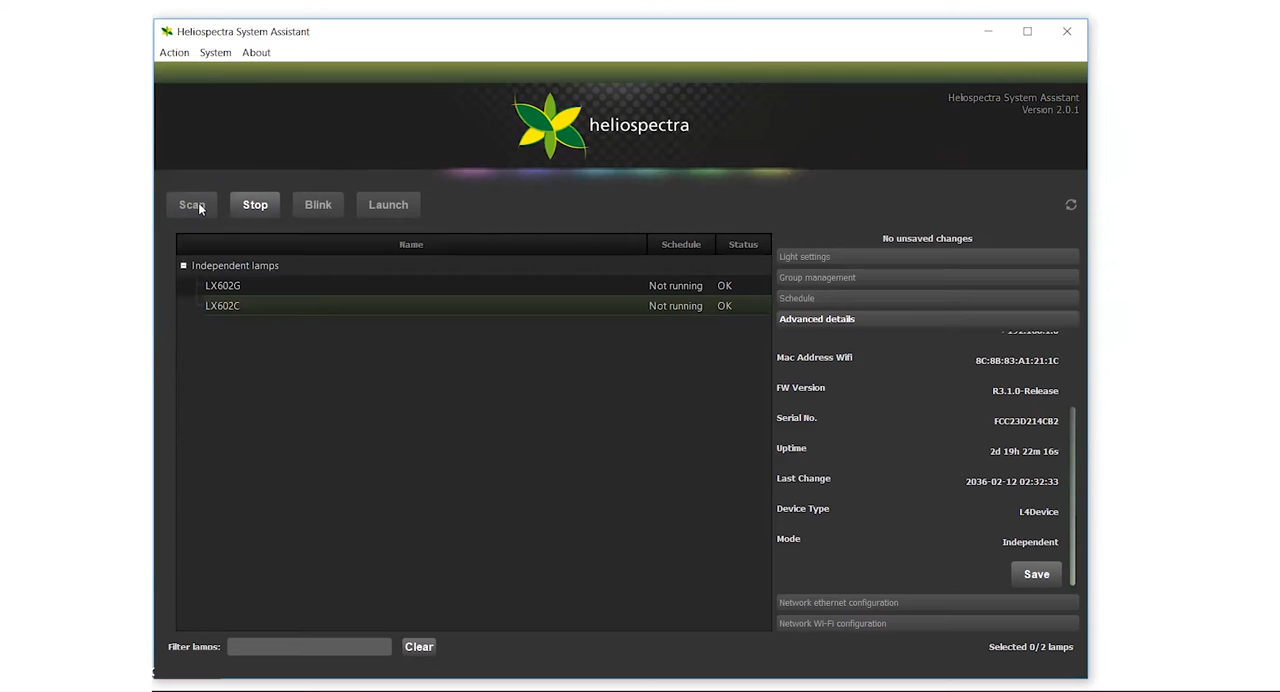 Heliospectra System Assistant
Action System About
heliospectra
Heliospectra System Assistant
Version 2.0.1
Scan Stop Blink Launch
No unsaved changes
Name Schedule Status
Light settings
Independent lamps
Group management
LX602G Not running OK
Schedule
LX602C Not running OK
Advanced details
Mac Address Wifi 8C:8B:83:A1:21:1C
FW Version R3.1.0-Release
Serial No. FCC23D214CB2
Uptime 2d 19h 22m 16s
Last Change 2036-02-12 02:32:33
Device Type L4Device
Mode Independent
Save
Network ethernet configuration
Network Wi-Fi configuration
Filter lamps: Clear Selected 0/2 lamps